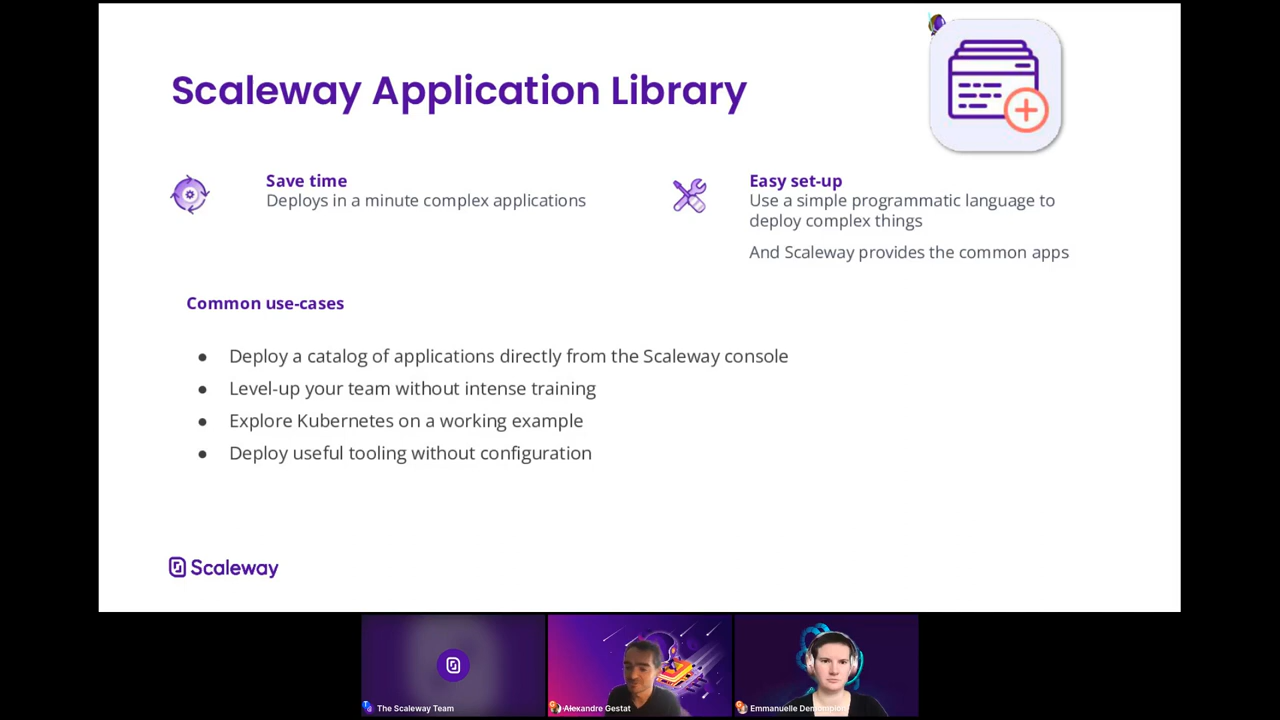 Scaleway Application Library
Save time
Deploys in a minute complex applications
Easy set-up
Use a simple programmatic language to
deploy complex things
And Scaleway provides the common apps
Common use-cases
● Deploy a catalog of applications directly from the Scaleway console
● Level-up your team without intense training
● Explore Kubernetes on a working example
● Deploy useful tooling without configuration
Scaleway
The Scaleway Team
Alexandre Gestat
Emmanuelle